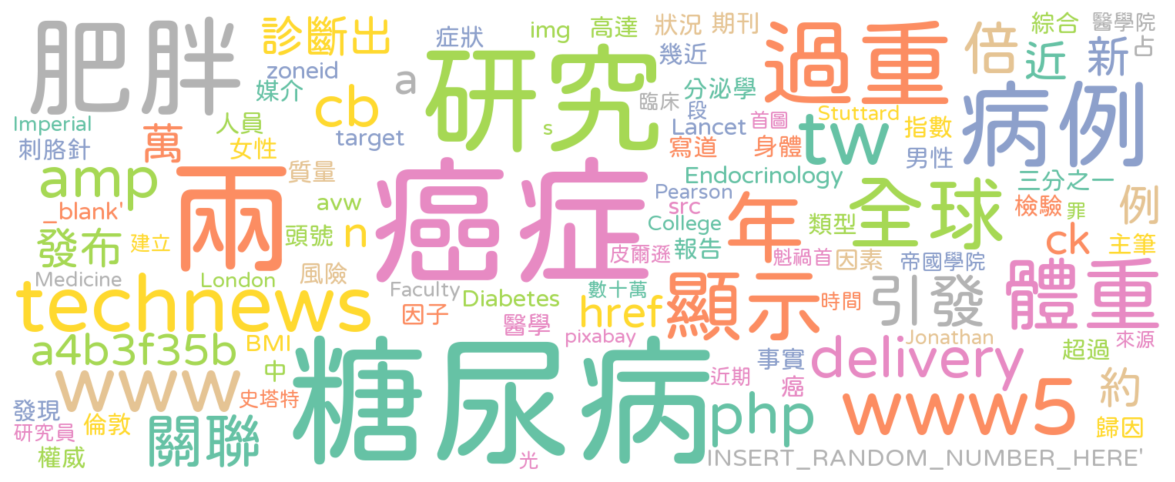 肥胖
診斷出
症狀
img
高達
狀況
期刊
綜合
醫學院
占
zoneid
媒介
cb
a
研究
幾近
分泌學
過重
倍
近
新
Imperial
刺胳針
萬
人員
女性
target
s
臨床
段
Lancet
首圖
寫道
身體
Stuttard
tw
指數
男性
病例
amp
_blank'
兩
質量
avw
癌症
Pearson
College
src
Endocrinology
年
類型
全球
三分之一
檢驗
罪
例
發布
建立
頭號
n
報告
皮爾遜
魁禍首
因素
帝國學院
ck
主筆
Medicine
London
風險
Faculty
因子
Diabetes
醫學
數十萬
href
pixabay
顯示
時間
引發
Jonathan
體重
technews
a4b3f35b
BMI
中
糖尿病
近期
事實
癌
delivery
超過
來源
www
史塔特
發現
研究員
倫敦
權威
關聯
光
php
www5
約
歸因
INSERT_RANDOM_NUMBER_HERE'